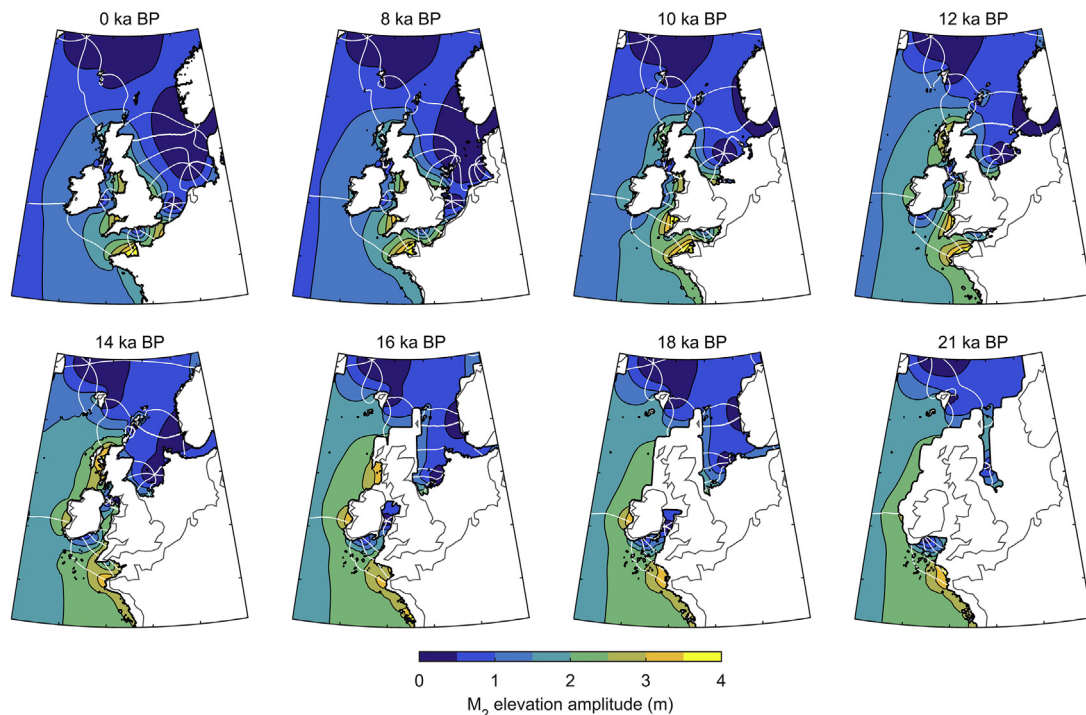 0 ka BP 8 ka BP 10 ka BP 12 ka BP
14 ka BP 16 ka BP 18 ka BP 21 ka BP
0 1 2 3 4
M₂ elevation amplitude (m)